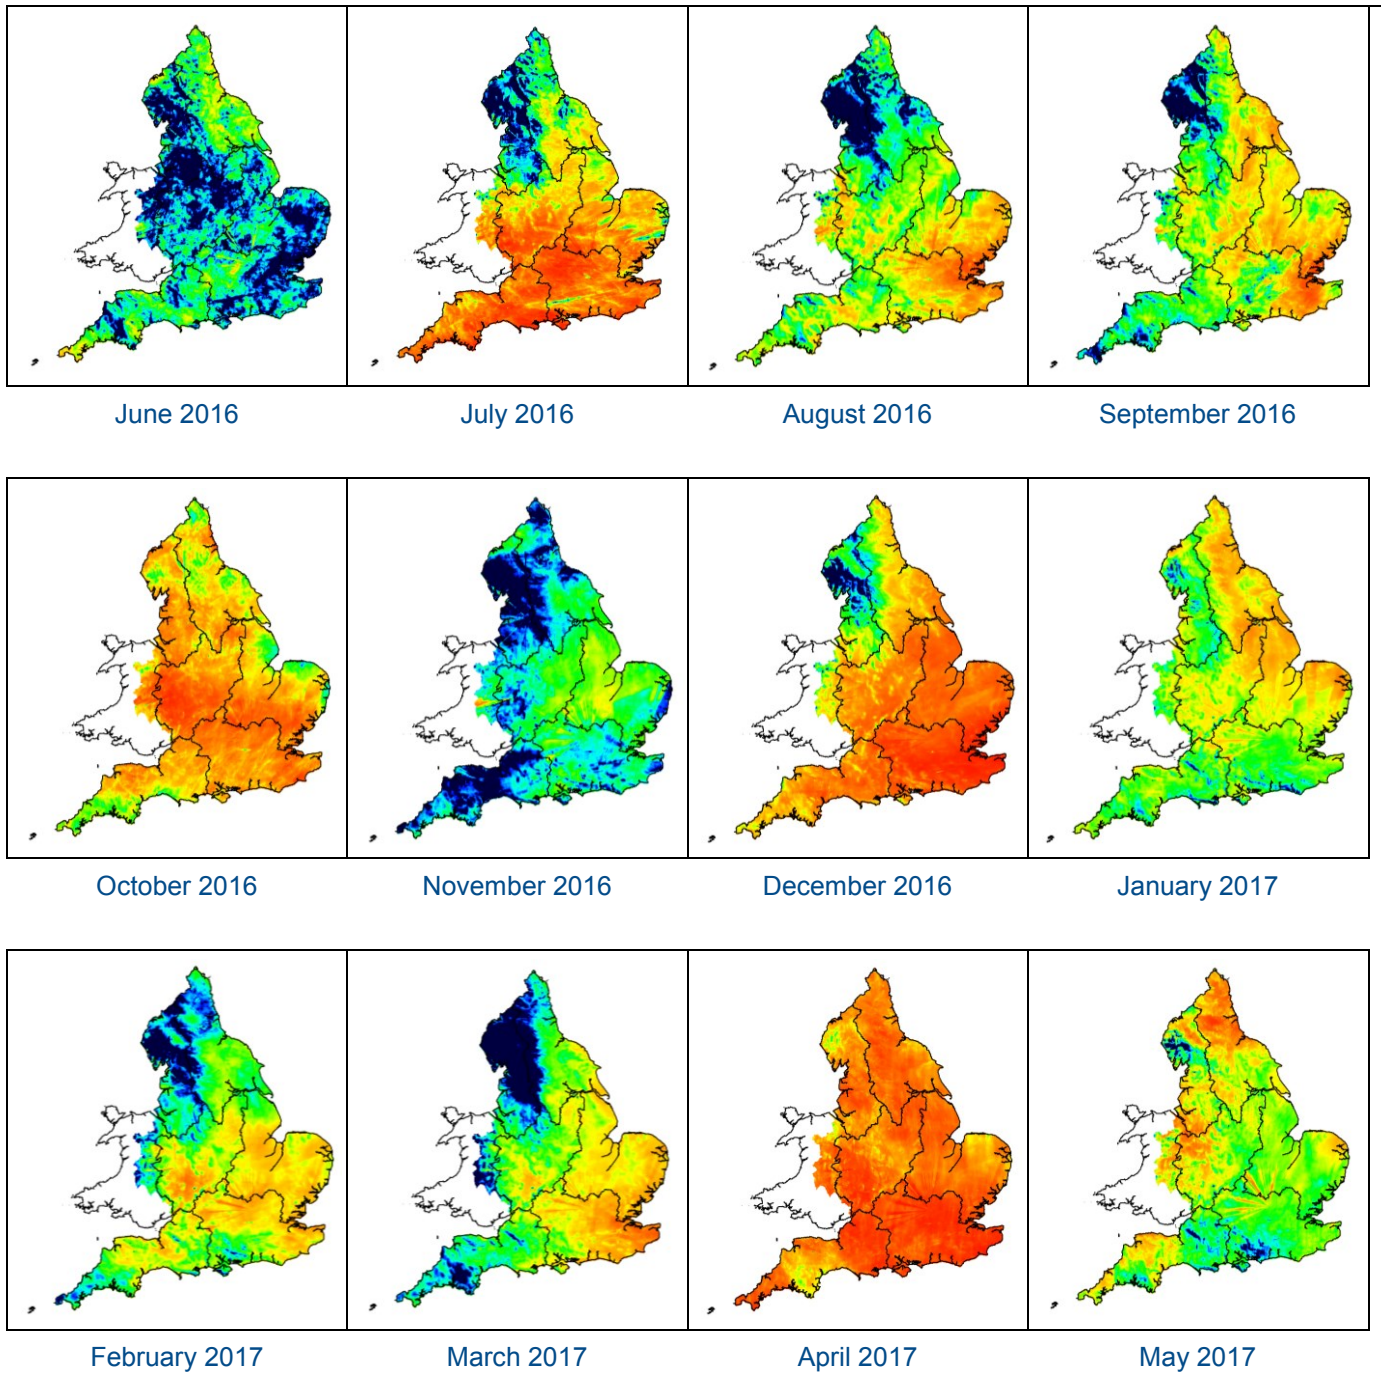 June 2016
July 2016
August 2016
September 2016
October 2016
November 2016
December 2016
January 2017
February 2017
March 2017
April 2017
May 2017